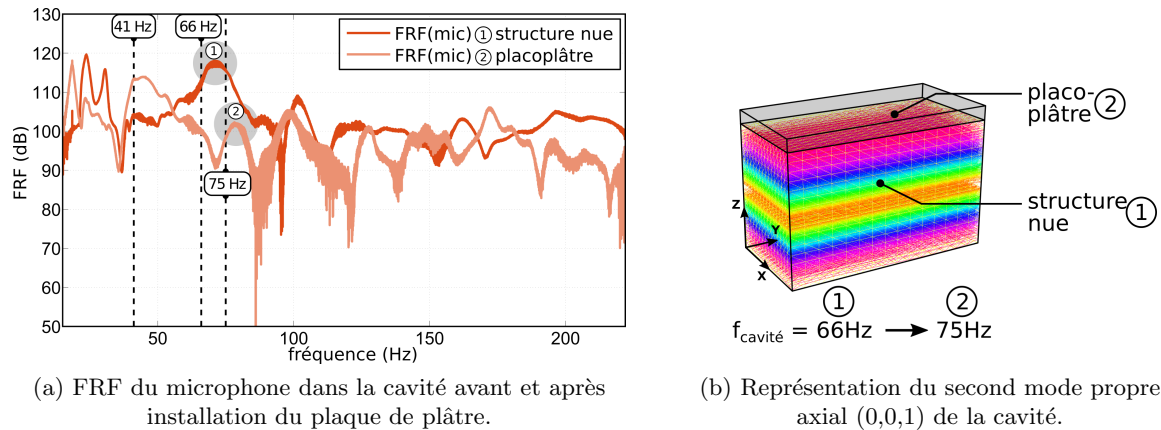 130
120
110
100
90
80
70
60
50
FRF (dB)
41 Hz
66 Hz
75 Hz
①
②
FRF(mic) ① structure nue
FRF(mic) ② placoplâtre
50
100
150
200
fréquence (Hz)
(a) FRF du microphone dans la cavité avant et après
installation du plaque de plâtre.
placo-
plâtre ②
structure ①
nue
Z
Y
X
① ②
f cavité = 66Hz → 75Hz
(b) Représentation du second mode propre
axial (0,0,1) de la cavité.